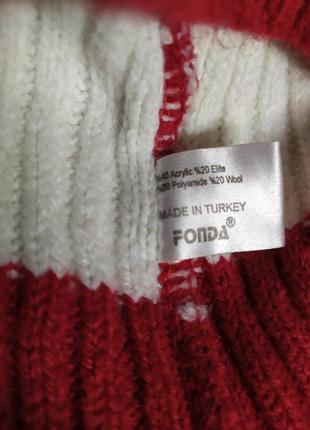 %40 Acrylic %20 Elite
%20 Polyamide %20 Wool
MADE IN TURKEY
FONDA®